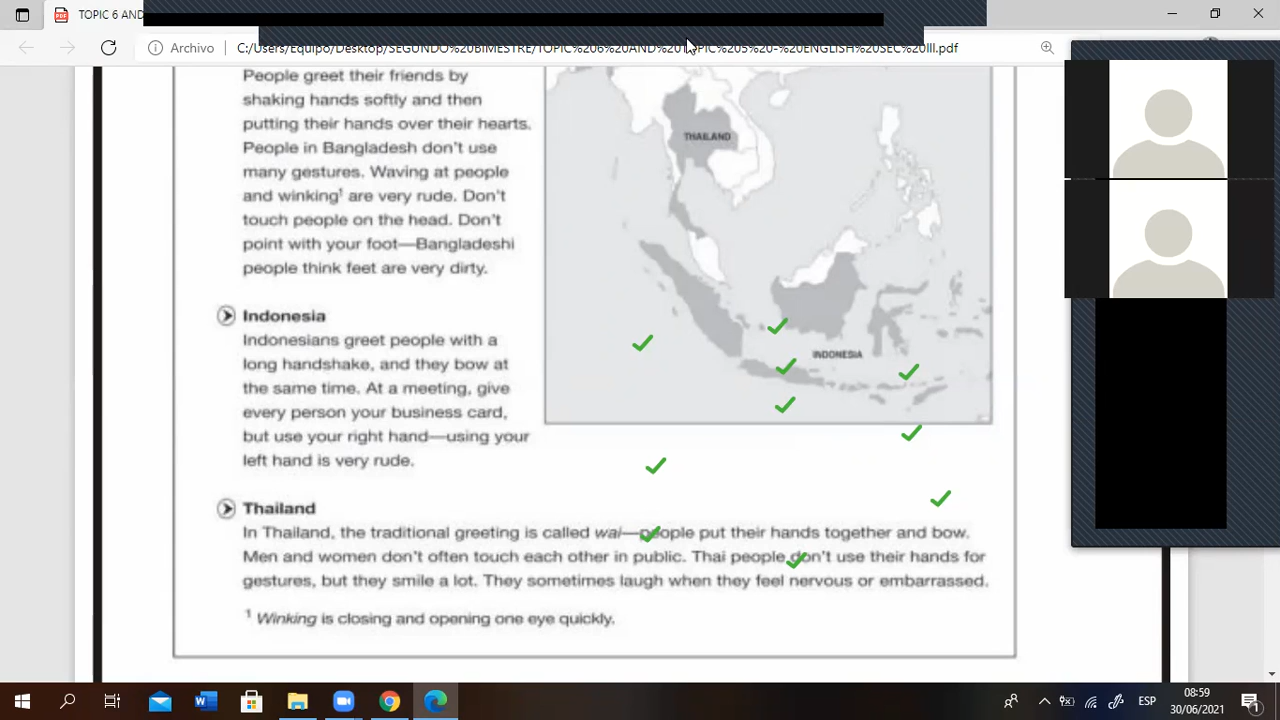 TOPIC 6 AND
Archivo
C:/Users/Equipo/Desktop/SEGUNDO%20BIMESTRE/TOPIC%206%20AND%20TOPIC%205%20-%20ENGLISH%20SEC%20III.pdf
People greet their friends by
shaking hands softly and then
putting their hands over their hearts.
People in Bangladesh don't use
many gestures. Waving at people
and winking¹ are very rude. Don't
touch people on the head. Don't
point with your foot—Bangladeshi
people think feet are very dirty.
THAILAND
INDONESIA
Indonesia
Indonesians greet people with a
long handshake, and they bow at
the same time. At a meeting, give
every person your business card,
but use your right hand—using your
left hand is very rude.
Thailand
In Thailand, the traditional greeting is called wai—people put their hands together and bow.
Men and women don't often touch each other in public. Thai people don't use their hands for
gestures, but they smile a lot. They sometimes laugh when they feel nervous or embarrassed.
¹ Winking is closing and opening one eye quickly.
ESP
08:59
30/06/2021
1